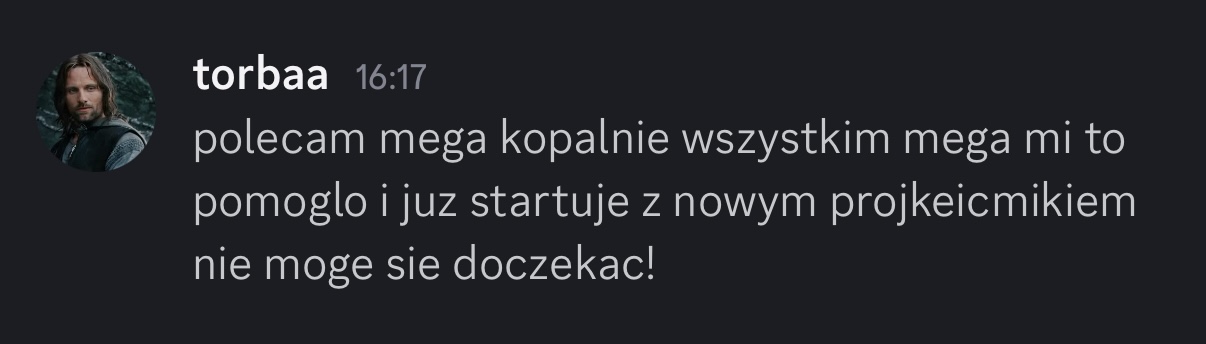 torbaa 16:17
polecam mega kopalnie wszystkim mega mi to
pomoglo i juz startuje z nowym projkeicmikiem
nie moge sie doczekac!